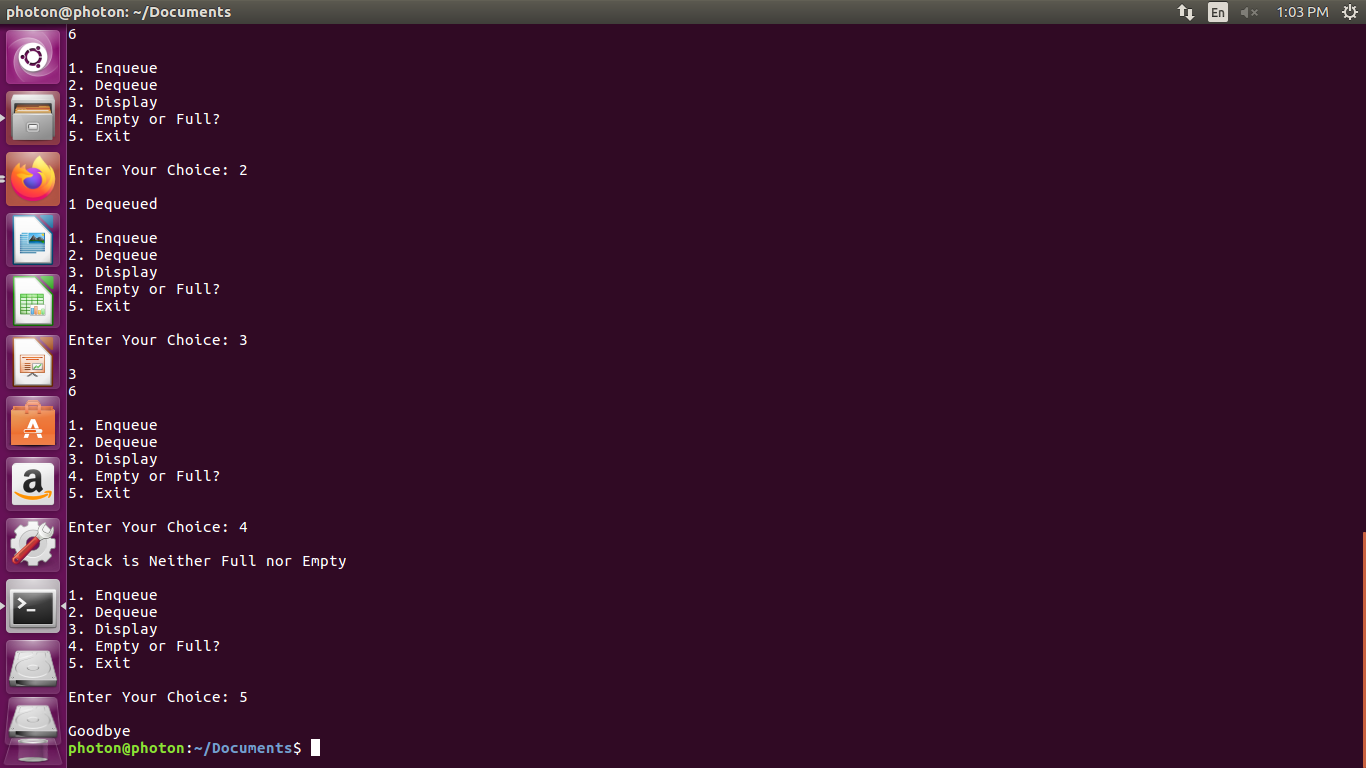 photon@photon: ~/Documents
En
1:03 PM
6
1. Enqueue
2. Dequeue
3. Display
4. Empty or Full?
5. Exit
Enter Your Choice: 2
1 Dequeued
1. Enqueue
2. Dequeue
3. Display
4. Empty or Full?
5. Exit
Enter Your Choice: 3
3
6
1. Enqueue
2. Dequeue
3. Display
4. Empty or Full?
5. Exit
Enter Your Choice: 4
Stack is Neither Full nor Empty
1. Enqueue
2. Dequeue
3. Display
4. Empty or Full?
5. Exit
Enter Your Choice: 5
Goodbye
photon@photon:~/Documents$